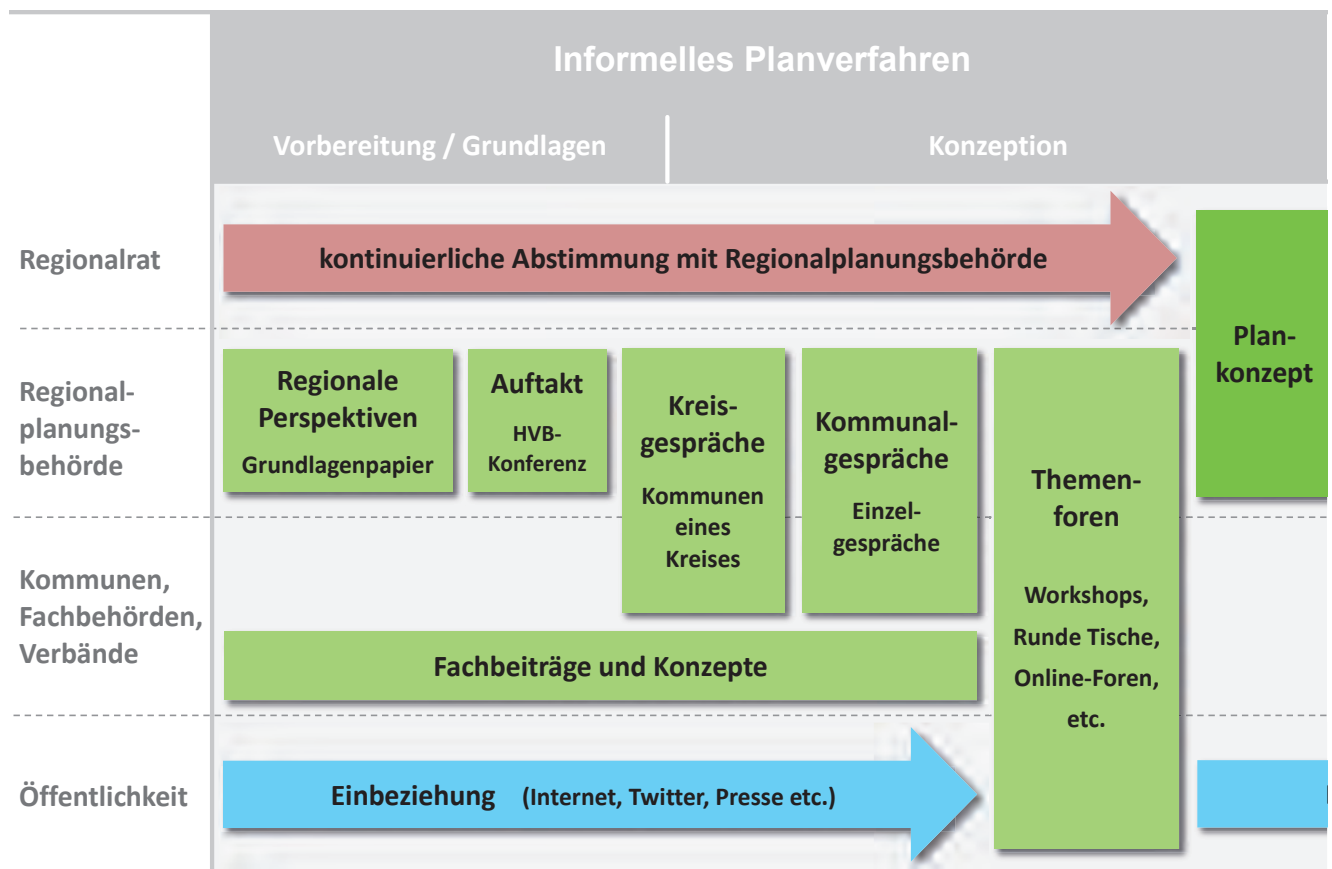 Informelles Planverfahren
Vorbereitung / Grundlagen
Konzeption
Regionalrat
kontinuierliche Abstimmung mit Regionalplanungsbehörde
Plan-
konzept
Regional-
planungs-
behörde
Regionale
Perspektiven
Grundlagenpapier
Auftakt
HVB-
Konferenz
Kreis-
gespräche
Kommunen
eines
Kreises
Kommunal-
gespräche
Einzel-
gespräche
Themen-
foren
Workshops,
Runde Tische,
Online-Foren,
etc.
Kommunen,
Fachbehörden,
Verbände
Fachbeiträge und Konzepte
Öffentlichkeit
Einbeziehung (Internet, Twitter, Presse etc.)